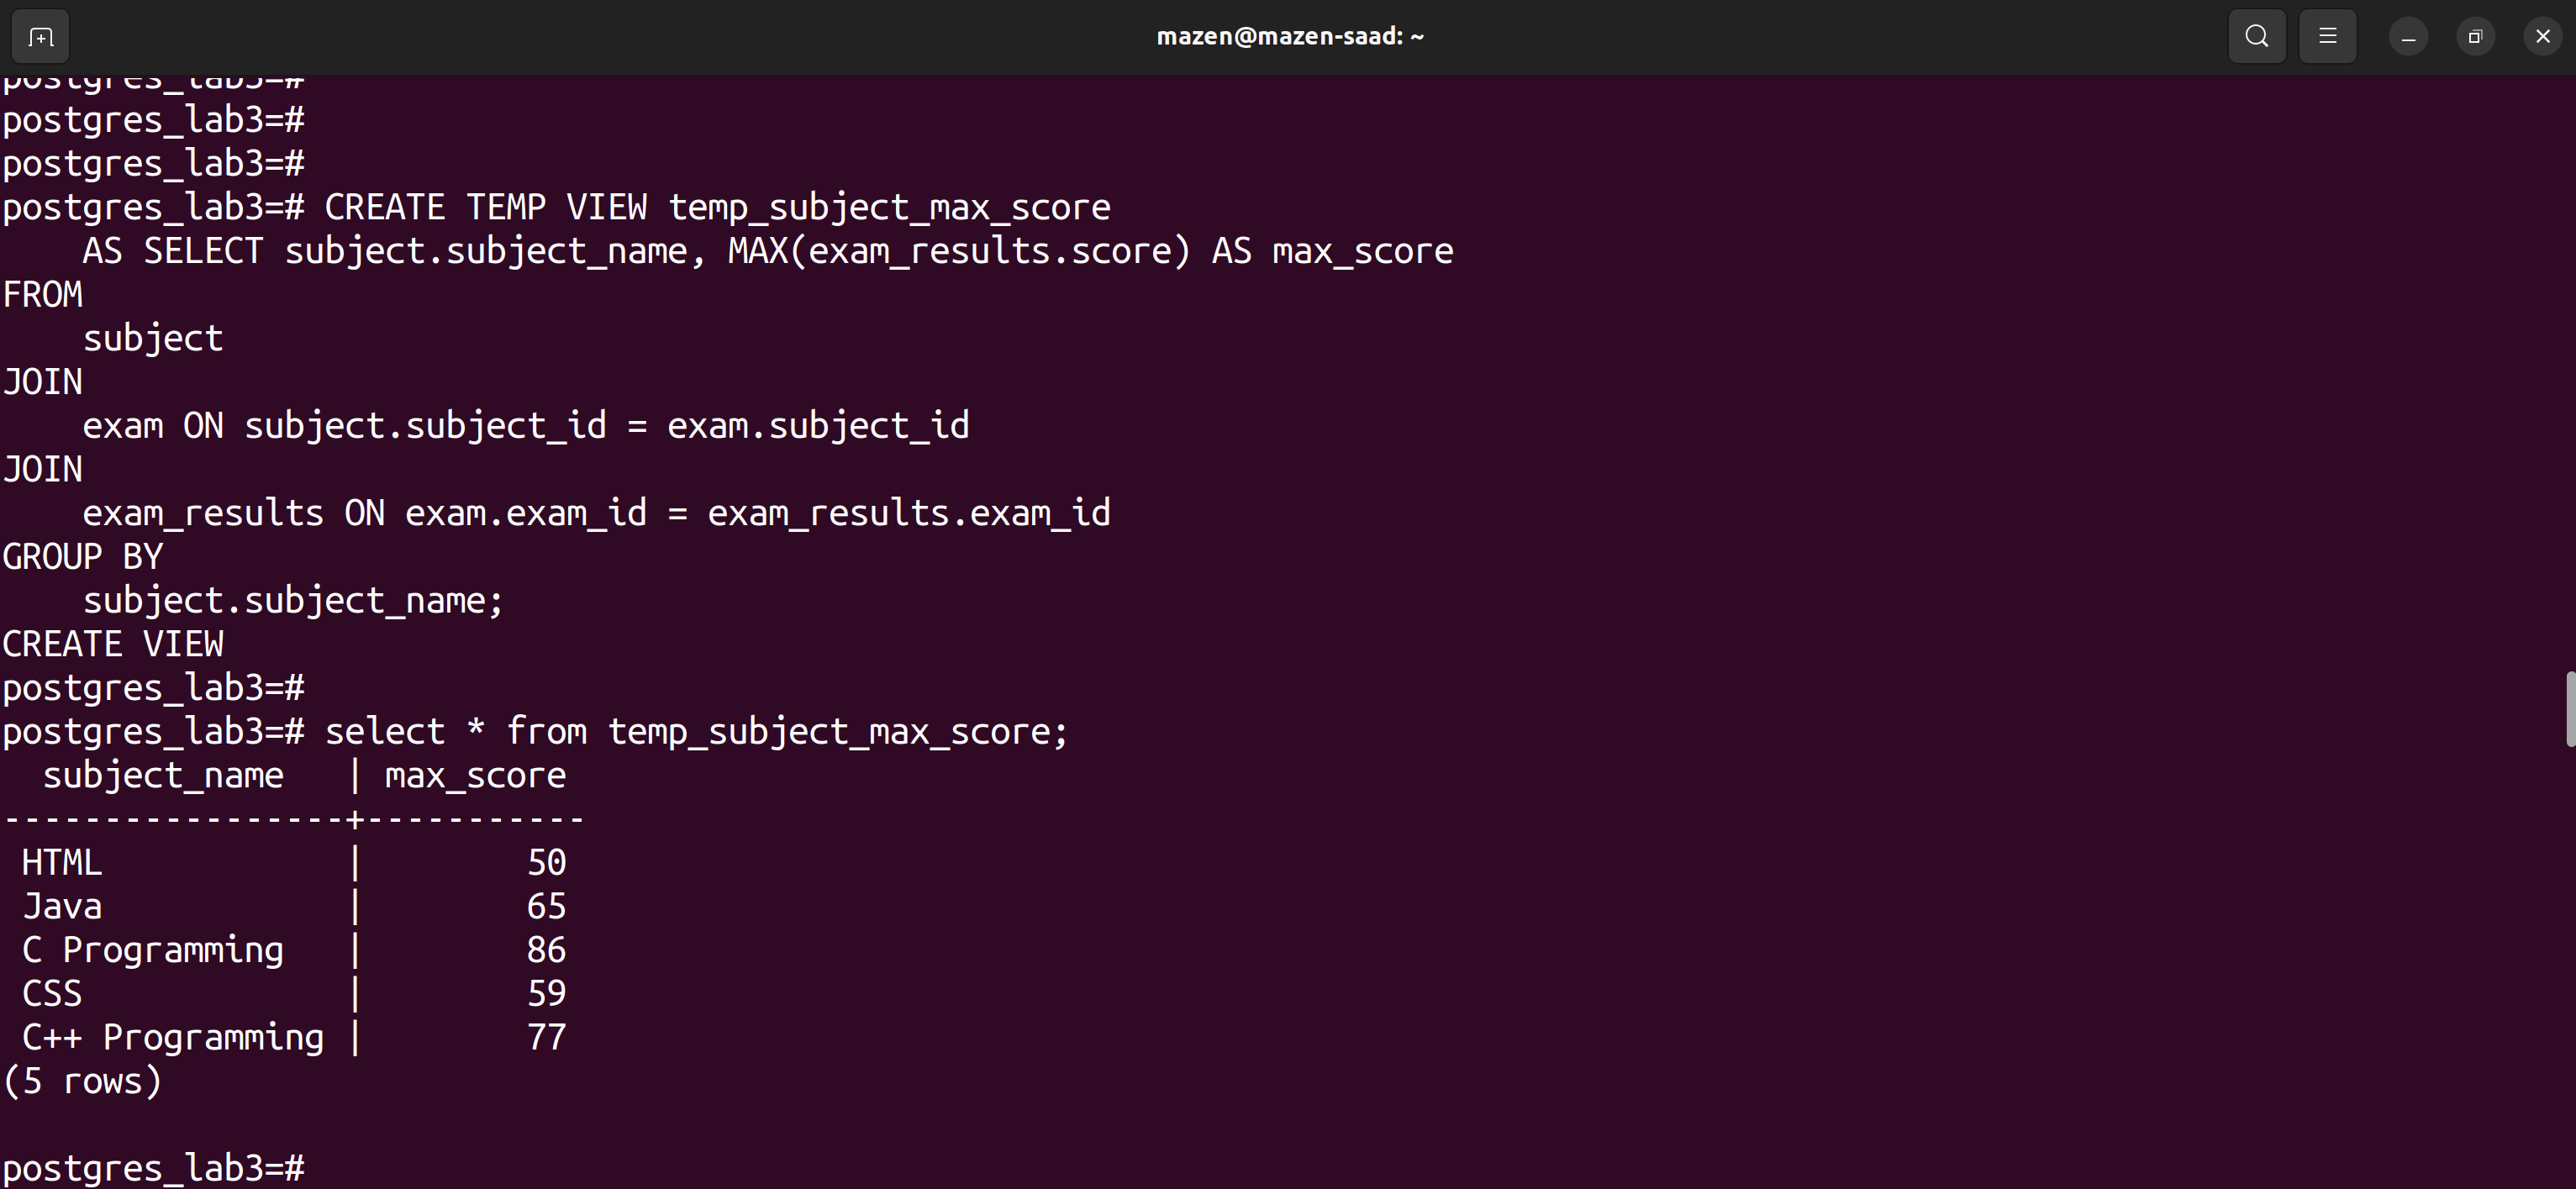 mazen@mazen-saad: ~
postgres_lab3=#
postgres_lab3=#
postgres_lab3=#
postgres_lab3=# CREATE TEMP VIEW temp_subject_max_score
    AS SELECT subject.subject_name, MAX(exam_results.score) AS max_score
FROM
    subject
JOIN
    exam ON subject.subject_id = exam.subject_id
JOIN
    exam_results ON exam.exam_id = exam_results.exam_id
GROUP BY
    subject.subject_name;
CREATE VIEW
postgres_lab3=#
postgres_lab3=# select * from temp_subject_max_score;
  subject_name   | max_score
-----------------+-----------
 HTML            |        50
 Java            |        65
 C Programming   |        86
 CSS             |        59
 C++ Programming |        77
(5 rows)
postgres_lab3=#